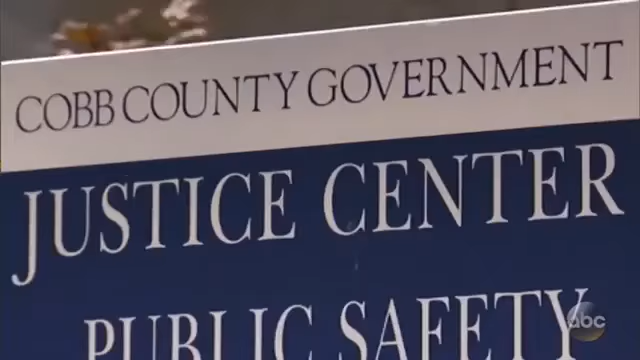 COBB COUNTY GOVERNMENT
JUSTICE CENTER
PUBLIC SAFETY
abc